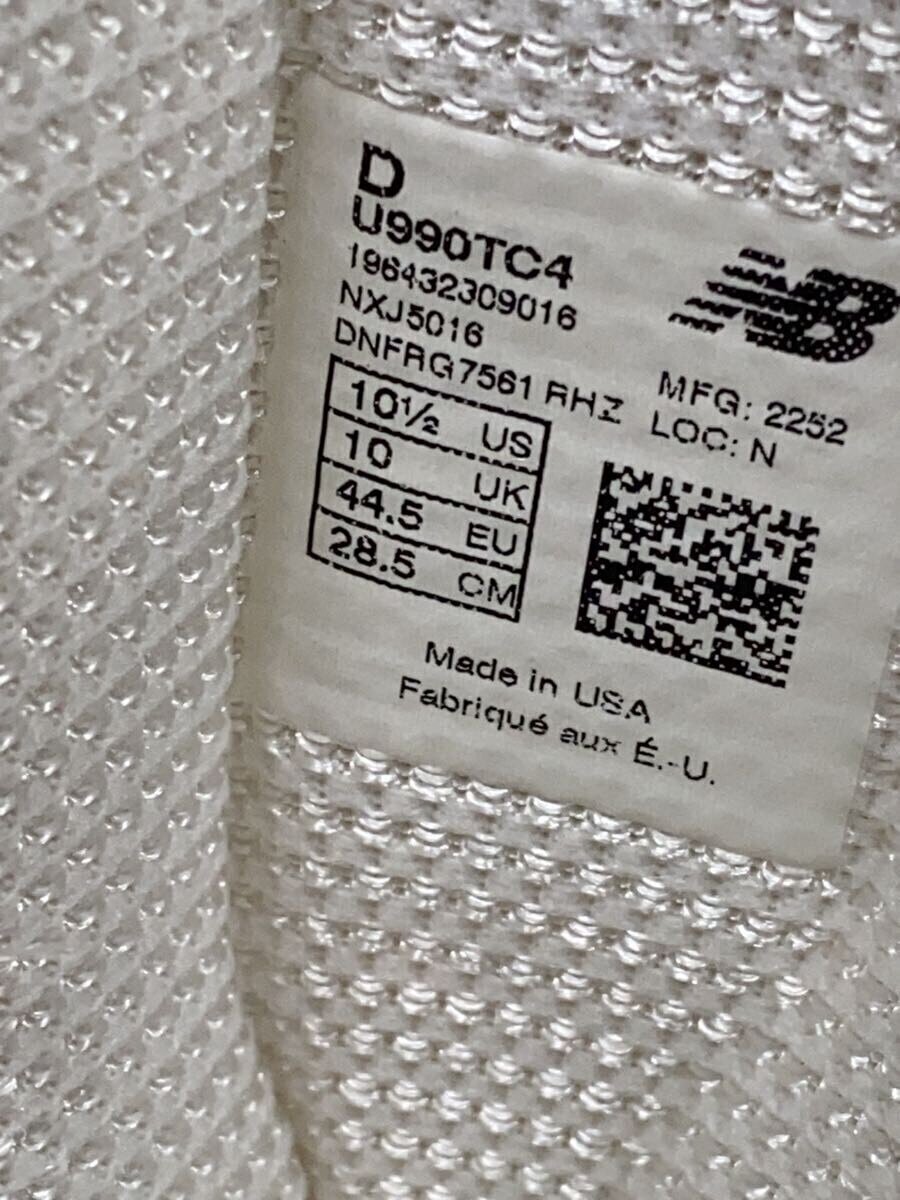 D
U990TC4
196432309016
NXJ5016
DNFRG7561 RHZ
NB
MFG: 2252
LOC: N
10½ US
10 UK
44.5 EU
28.5 CM
Made in USA
Fabriqué aux É.-U.